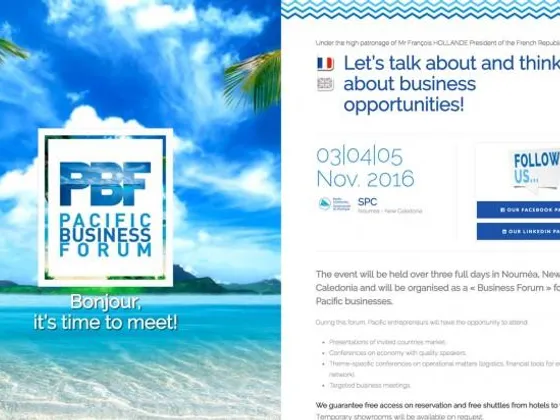 PBF
PACIFIC
BUSINESS
FORUM
Bonjour,
it's time to meet!
Under the high patronage of Mr François HOLLANDE President of the French Republi
Let's talk about and think
about business
opportunities!
03|04|05
Nov. 2016
SPC
Nouméa - New Caledonia
FOLLOW
US...
OUR FACEBOOK PA
OUR LINKEDIN PA
The event will be held over three full days in Nouméa, New
Caledonia and will be organised as a « Business Forum » fo
Pacific businesses.
During this forum, Pacific entrepreneurs will have the opportunity to attend:
Presentations of invited countries market.
Conferences on economy with quality speakers.
Theme-specific conferences on operational matters (logistics, financial tools for e
network).
Targeted business meetings.
We guarantee free access on reservation and free shuttles from hotels to
Temporary showrooms will be available on request.